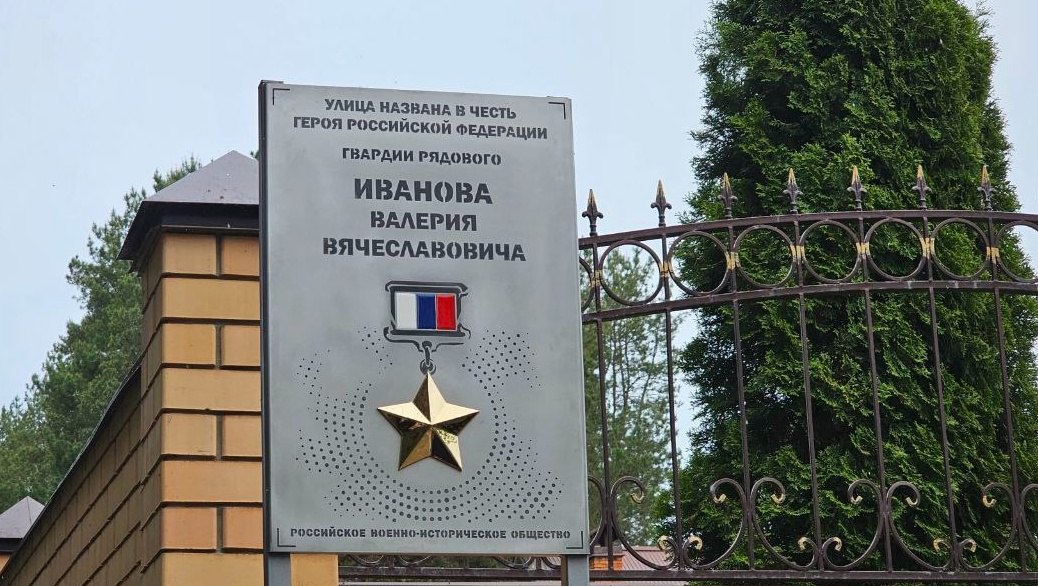 УЛИЦА НАЗВАНА В ЧЕСТЬ
ГЕРОЯ РОССИЙСКОЙ ФЕДЕРАЦИИ
ГВАРДИИ РЯДОВОГО
ИВАНОВА
ВАЛЕРИЯ
ВЯЧЕСЛАВОВИЧА
РОССИЙСКОЕ ВОЕННО-ИСТОРИЧЕСКОЕ ОБЩЕСТВО